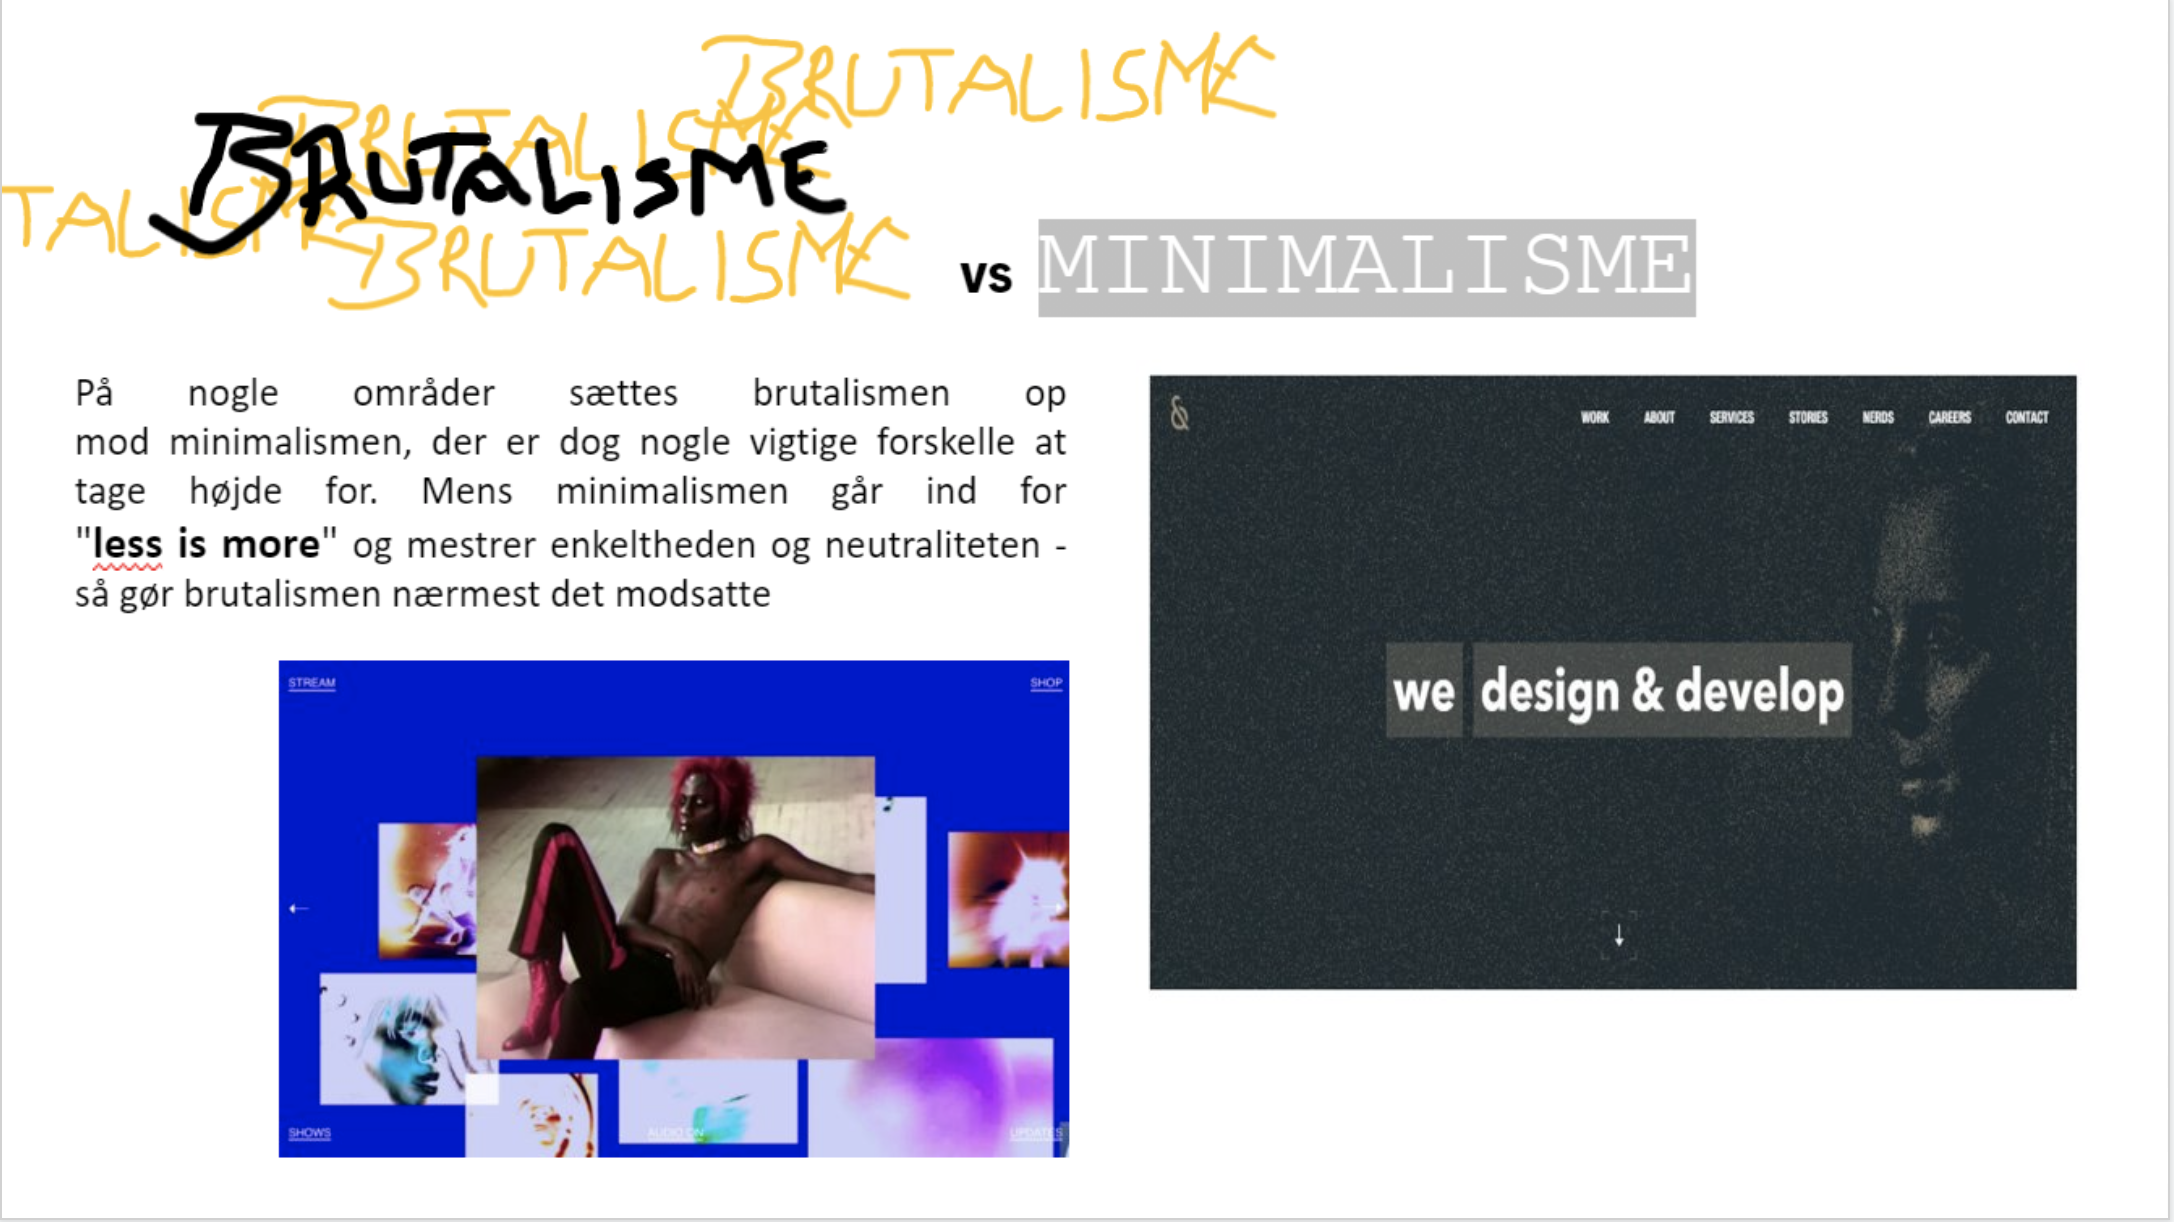 BRUTALISME
BRUTALISME
BRUTALISME
TALISME
BRUTALISME
vs MINIMALISME
På nogle områder sættes brutalismen op
mod minimalismen, der er dog nogle vigtige forskelle at
tage højde for. Mens minimalismen går ind for
"less is more" og mestrer enkeltheden og neutraliteten -
så gør brutalismen nærmest det modsatte
&
WORK ABOUT SERVICES STORIES NERDS CAREERS CONTACT
we design & develop
STREAM SHOP
SHOWS AUDIO ON UPDATES